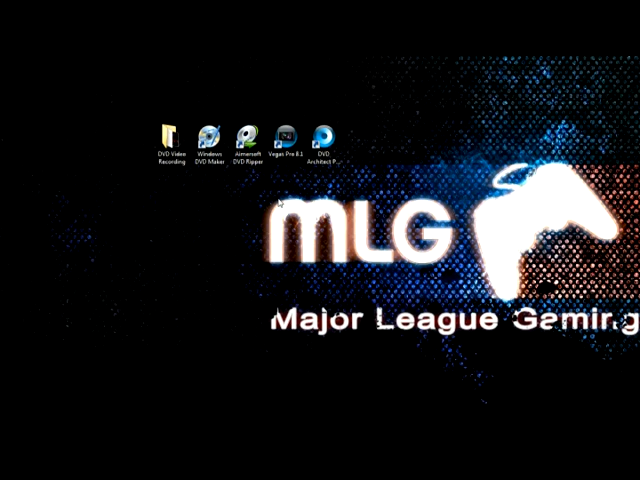 DVD Video Recording
Windows DVD Maker
Aimersoft DVD Ripper
Vegas Pro 8.1
DVD Architect P...
MLG
Major League Gaming